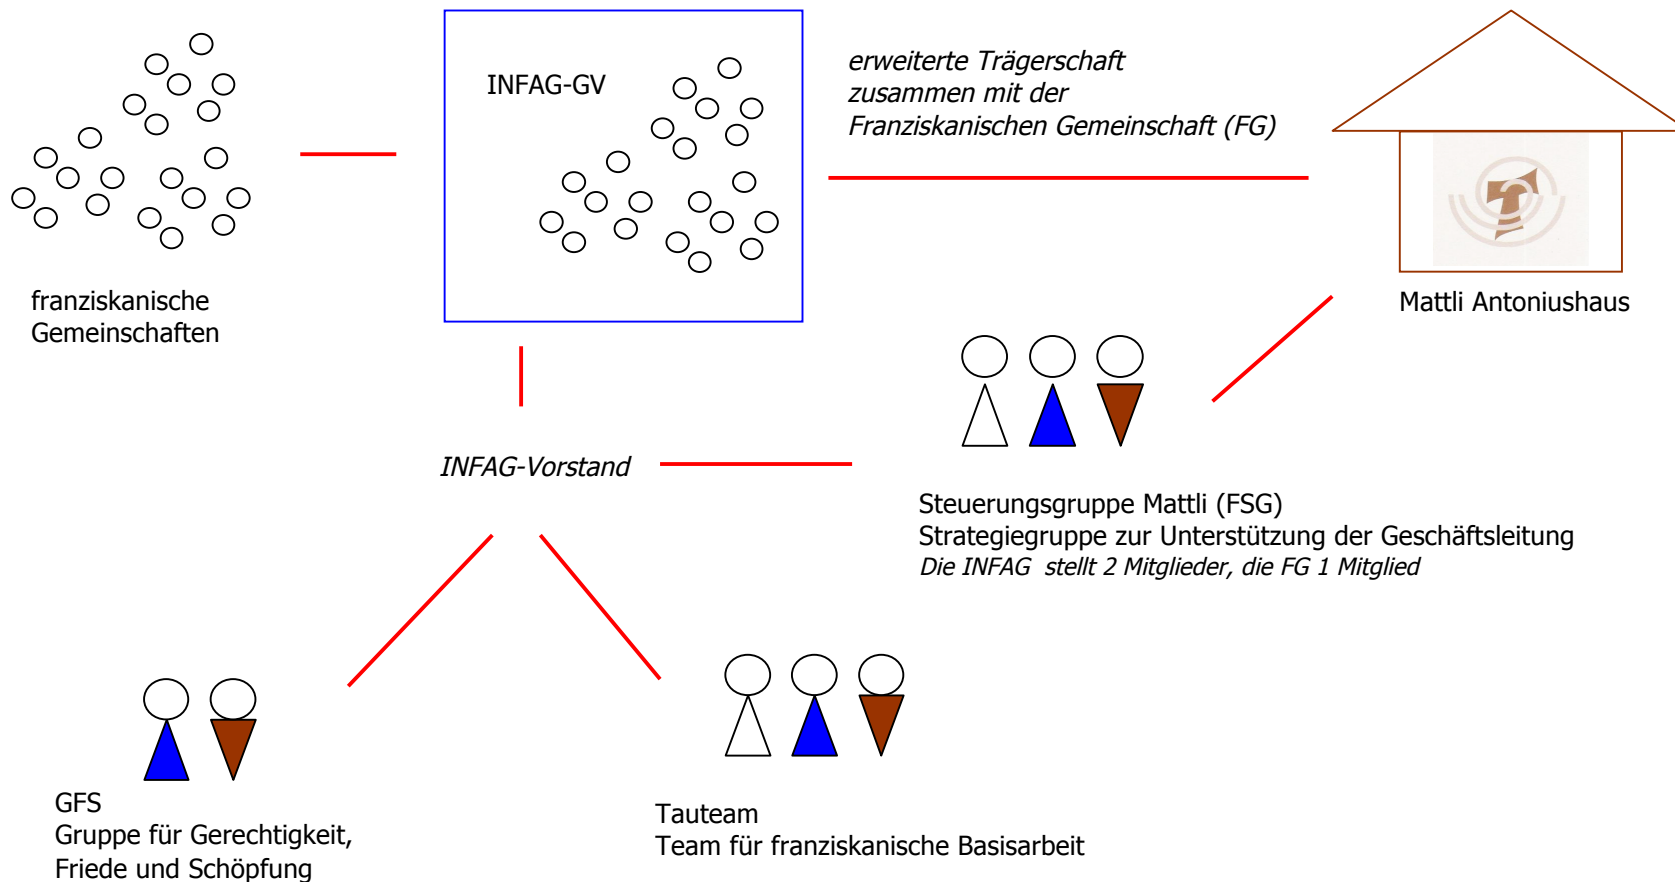 INFAG-GV
erweiterte Trägerschaft
zusammen mit der
Franziskanischen Gemeinschaft (FG)
franziskanische
Gemeinschaften
Mattli Antoniushaus
INFAG-Vorstand
Steuerungsgruppe Mattli (FSG)
Strategiegruppe zur Unterstützung der Geschäftsleitung
Die INFAG  stellt 2 Mitglieder, die FG 1 Mitglied
GFS
Gruppe für Gerechtigkeit,
Friede und Schöpfung
Tauteam
Team für franziskanische Basisarbeit